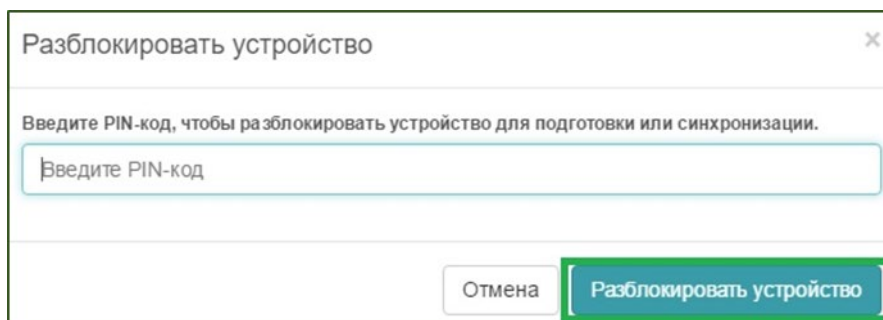 Разблокировать устройство ×
Введите PIN-код, чтобы разблокировать устройство для подготовки или синхронизации.
Введите PIN-код
Отмена Разблокировать устройство